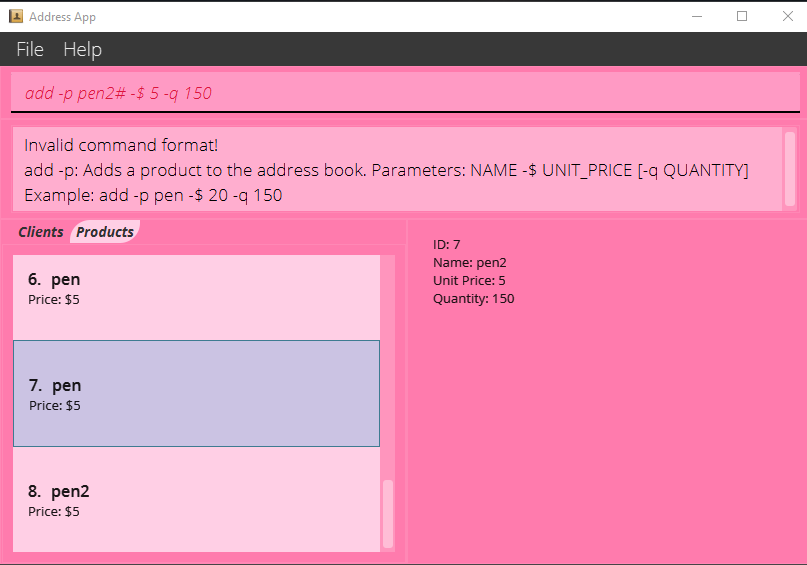 Address App
File Help
add -p pen2# -$ 5 -q 150
Invalid command format!
add -p: Adds a product to the address book. Parameters: NAME -$ UNIT_PRICE [-q QUANTITY]
Example: add -p pen -$ 20 -q 150
Clients Products
6. pen
Price: $5
7. pen
Price: $5
8. pen2
Price: $5
ID: 7
Name: pen2
Unit Price: 5
Quantity: 150